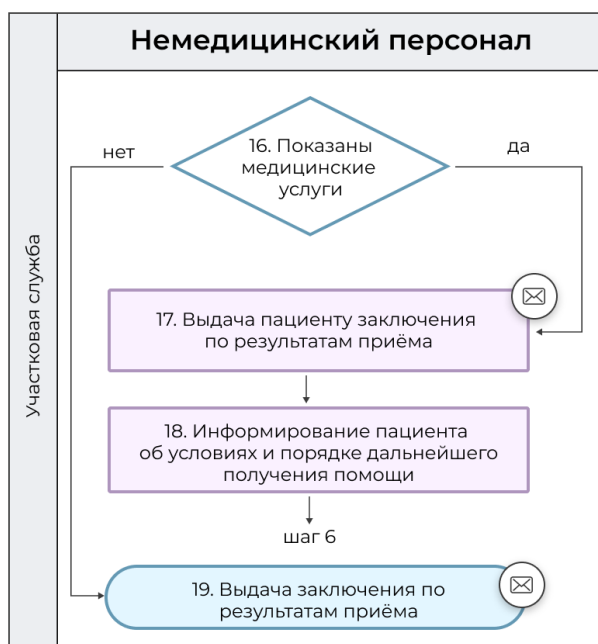 Немедицинский персонал
Участковая служба
16. Показаны
медицинские
услуги
нет
да
17. Выдача пациенту заключения
по результатам приёма
18. Информирование пациента
об условиях и порядке дальнейшего
получения помощи
шаг 6
19. Выдача заключения по
результатам приёма